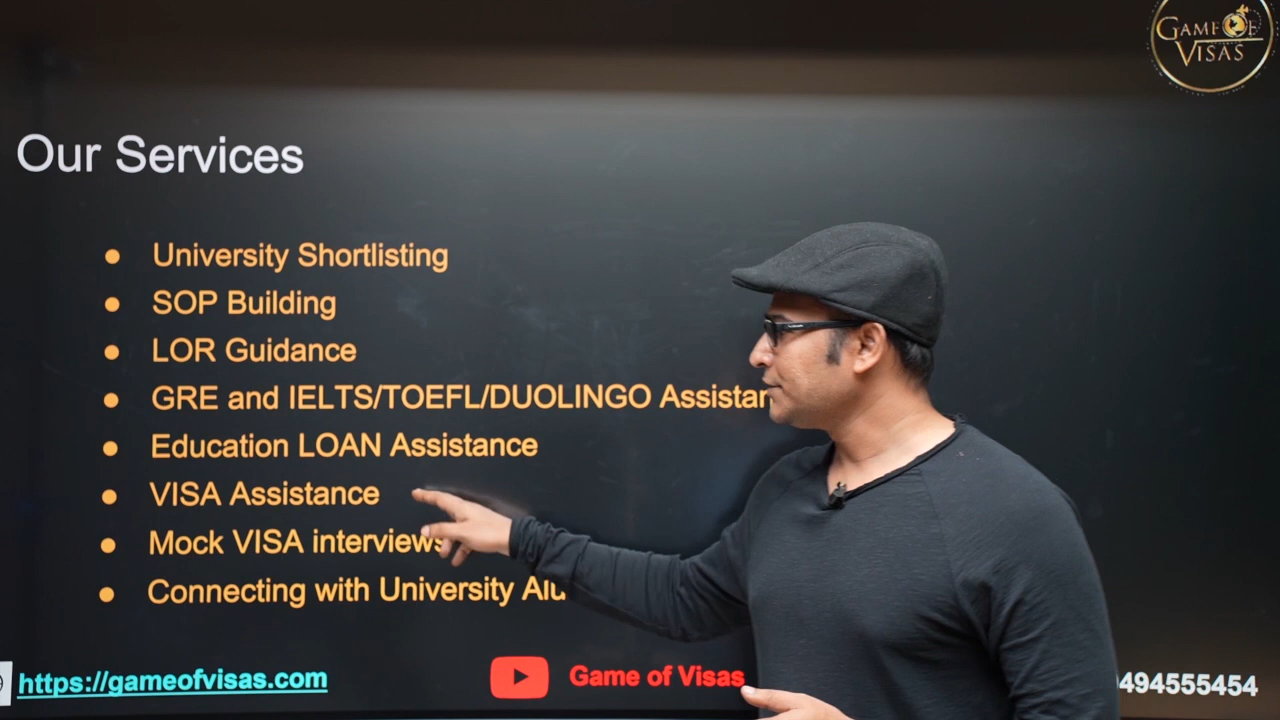 GAME OF
VISAS
Our Services
University Shortlisting
SOP Building
LOR Guidance
GRE and IELTS/TOEFL/DUOLINGO Assistan
Education LOAN Assistance
VISA Assistance
Mock VISA interviews
Connecting with University Alu
https://gameofvisas.com
Game of Visas
9494555454